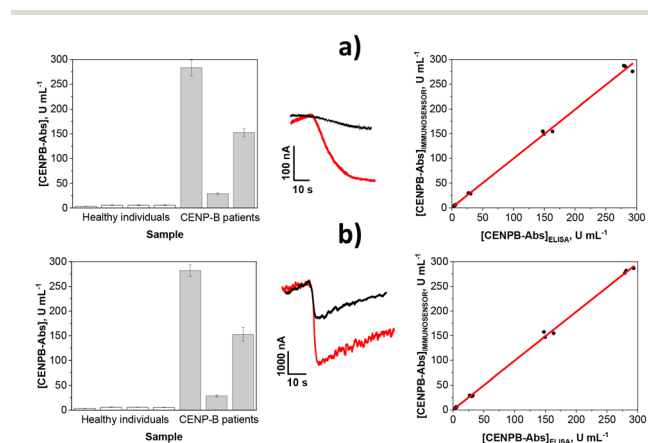 a)
[CENPB-Abs], U mL⁻¹
300
250
200
150
100
50
0
Healthy individuals CENP-B patients
Sample
100 nA
10 s
[CENPB-Abs]IMMUNOSENSOR, U mL⁻¹
300
250
200
150
100
50
0
0 50 100 150 200 250 300
[CENPB-Abs]ELISA, U mL⁻¹
b)
[CENPB-Abs], U mL⁻¹
300
250
200
150
100
50
0
Healthy individuals CENP-B patients
Sample
1000 nA
10 s
[CENPB-Abs]IMMUNOSENSOR, U mL⁻¹
300
250
200
150
100
50
0
0 50 100 150 200 250 300
[CENPB-Abs]ELISA, U mL⁻¹